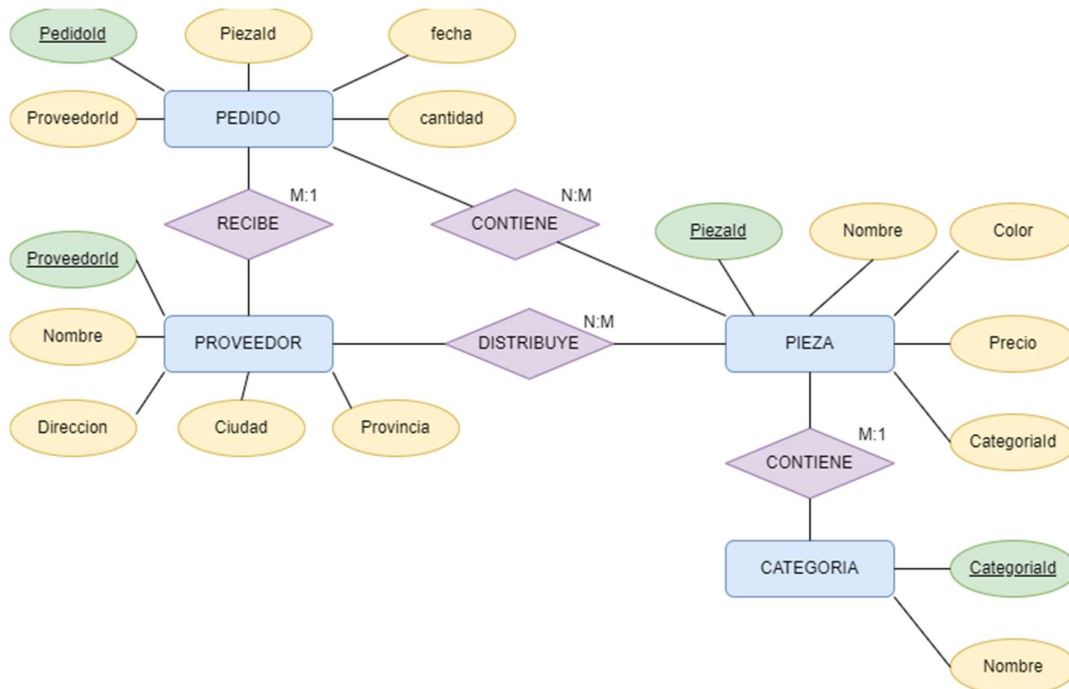 PedidoId
PiezaId
fecha
ProveedorId
PEDIDO
cantidad
M:1
RECIBE
N:M
CONTIENE
PiezaId
Nombre
Color
ProveedorId
Nombre
PROVEEDOR
N:M
DISTRIBUYE
PIEZA
Precio
Direccion
Ciudad
Provincia
CategoriaId
M:1
CONTIENE
CATEGORIA
CategoriaId
Nombre